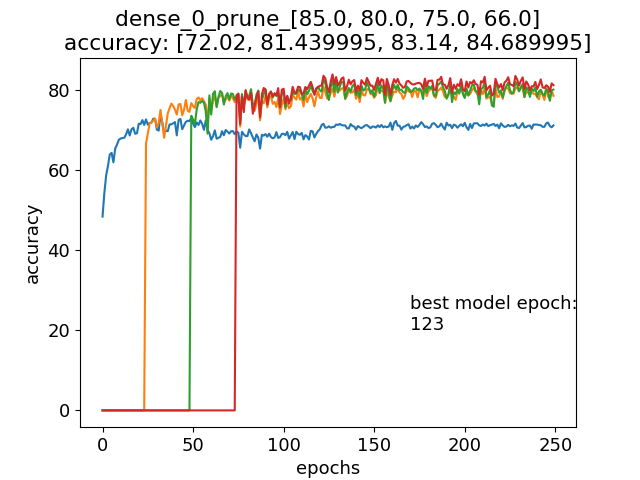 dense_0_prune_[85.0, 80.0, 75.0, 66.0]
accuracy: [72.02, 81.439995, 83.14, 84.689995]
accuracy
80
60
40
20
0
best model epoch:
123
0 50 100 150 200 250
epochs